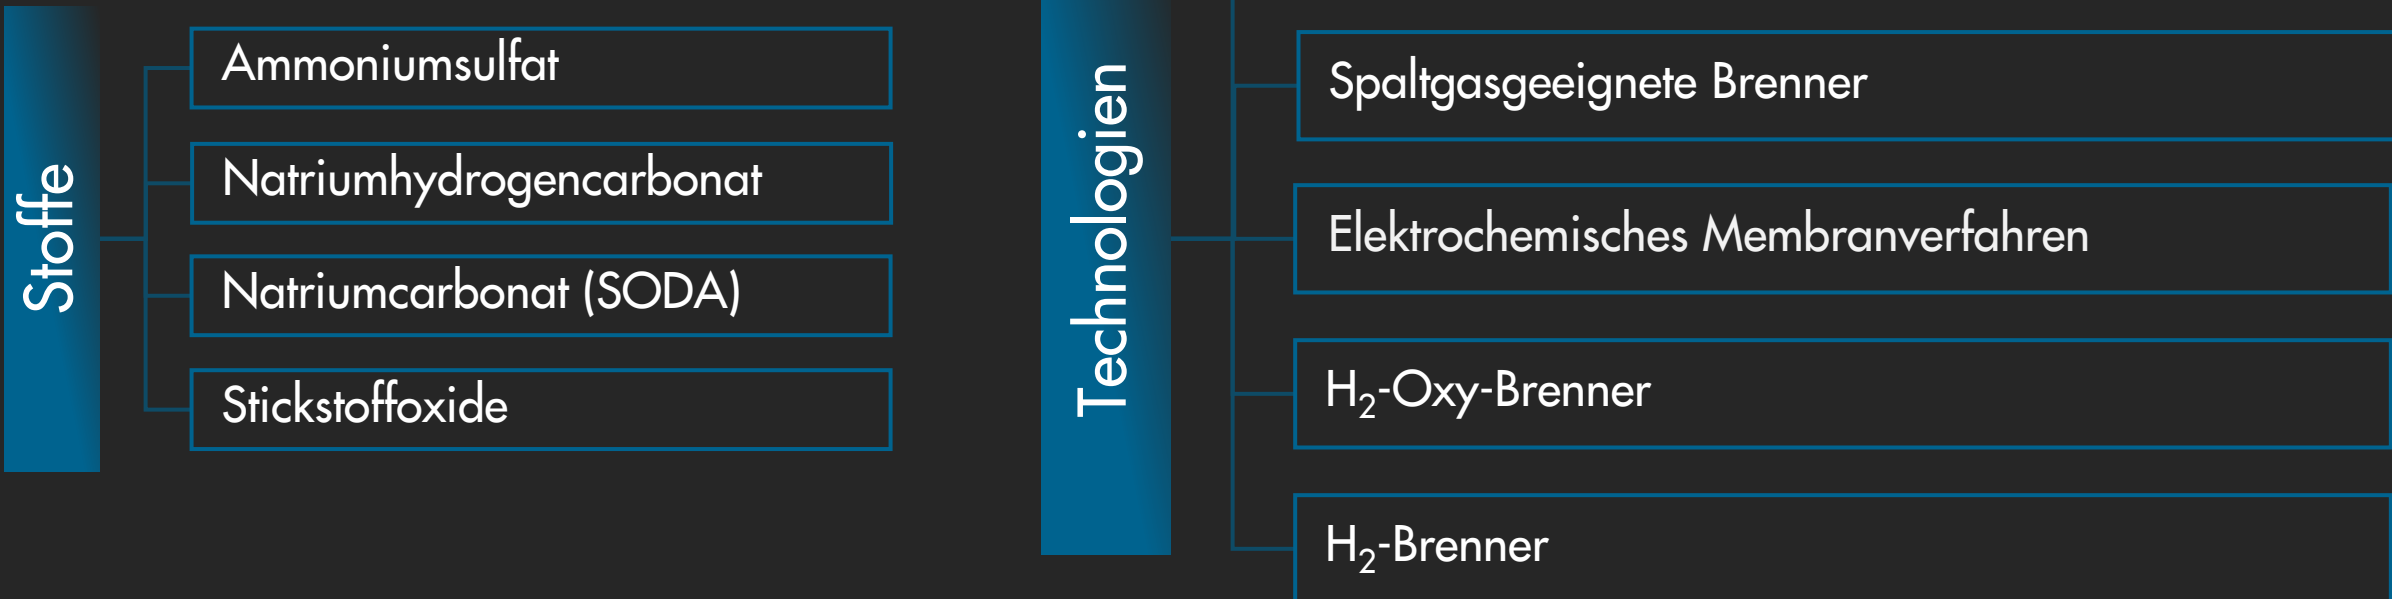 Stoffe
Ammoniumsulfat
Natriumhydrogencarbonat
Natriumcarbonat (SODA)
Stickstoffoxide
Technologien
Spaltgasgeeignete Brenner
Elektrochemisches Membranverfahren
H₂-Oxy-Brenner
H₂-Brenner